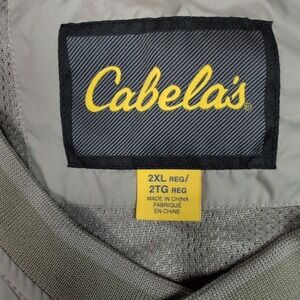 Cabela's®
2XL REG/
2TG REG
MADE IN CHINA
FABRIQUÉ
EN CHINE